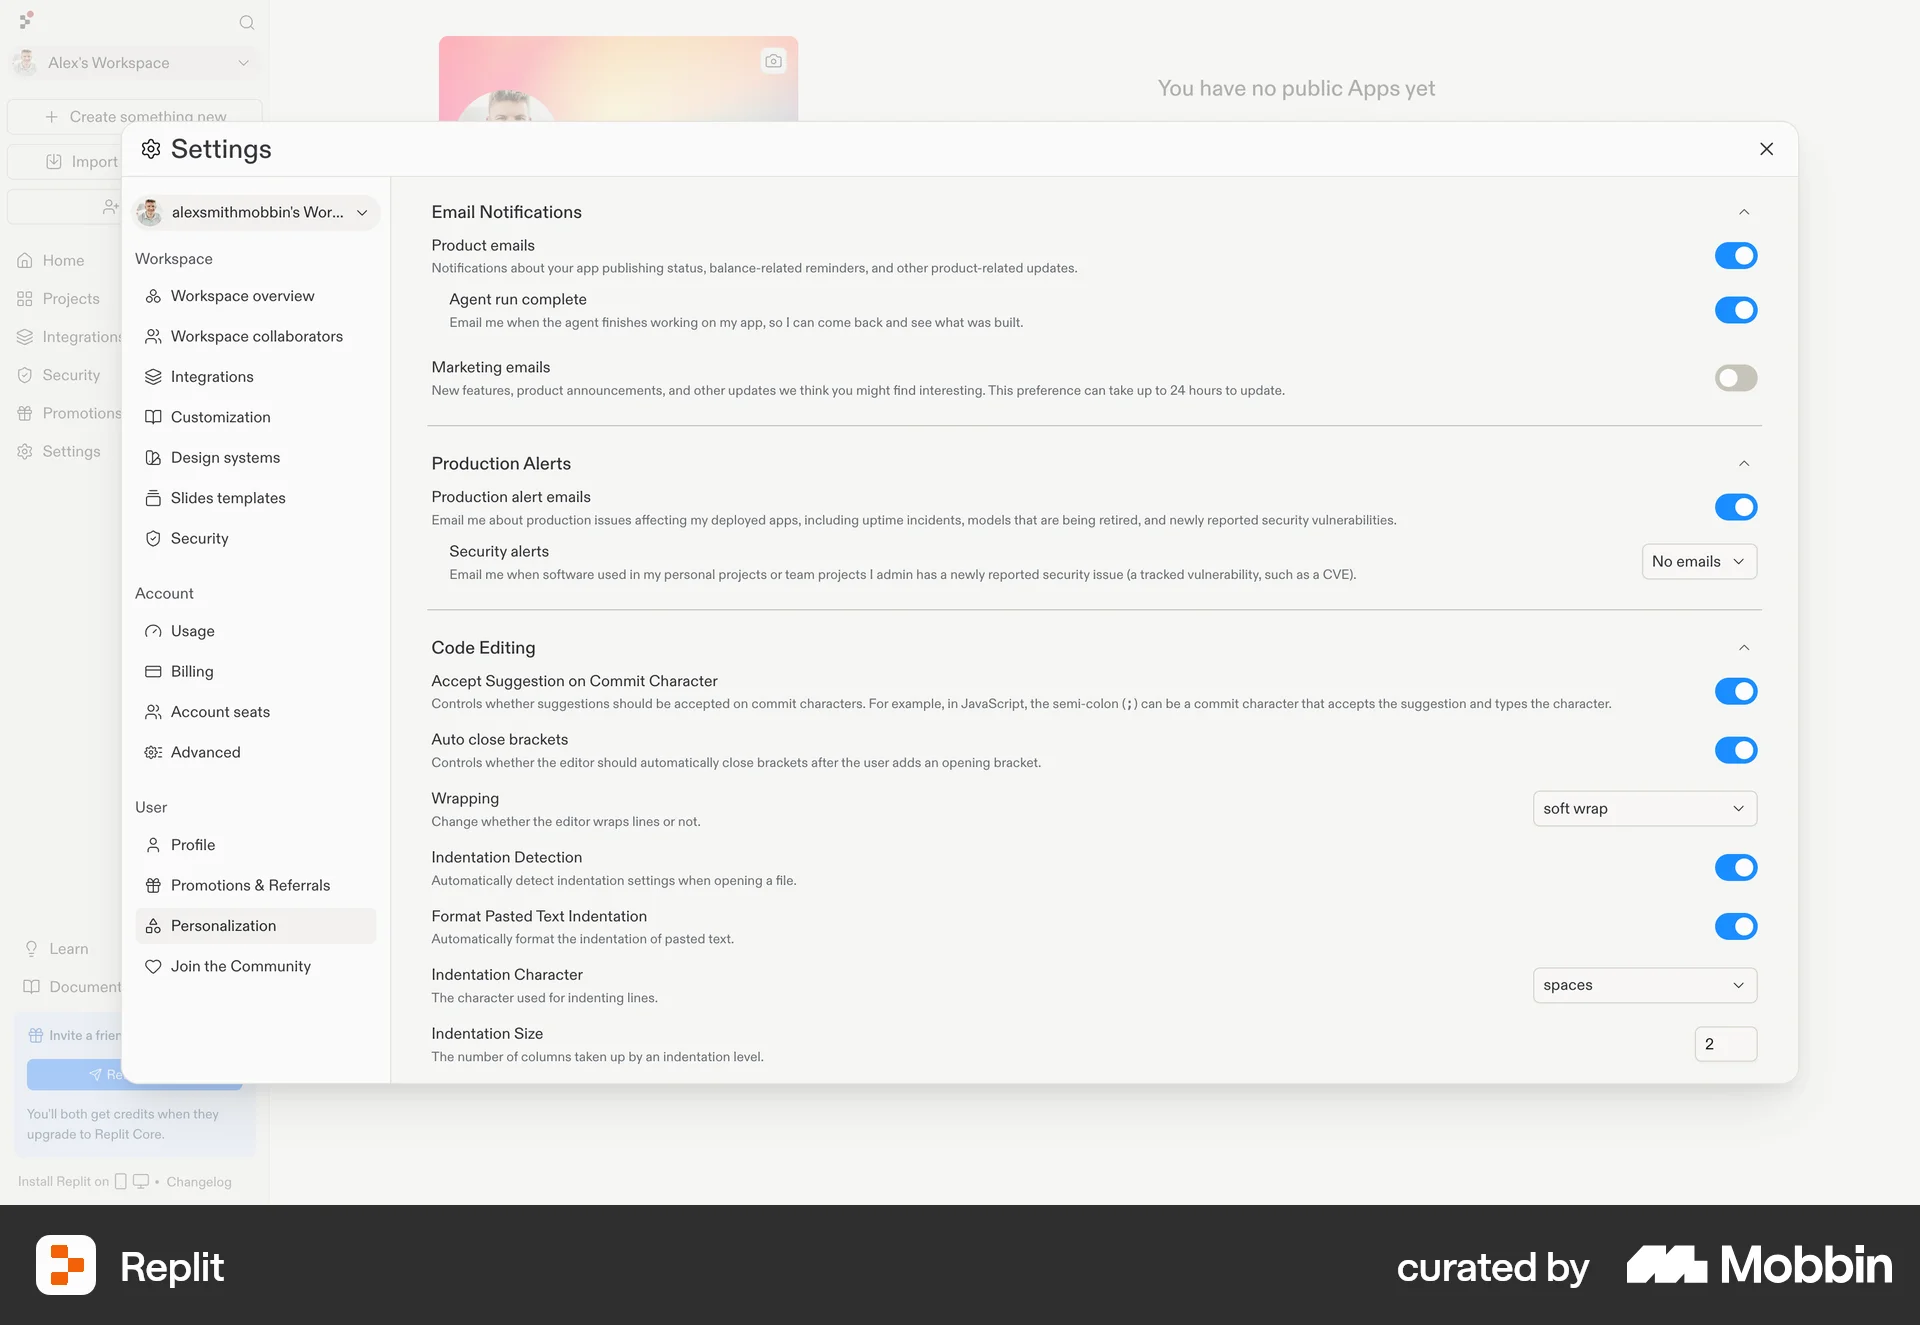 Alex's Workspace
Create something new
Import
Home
Projects
Integrations
Security
Promotions
Settings
Learn
Document
Invite a frien
Re
You'll both get credits when they
upgrade to Replit Core.
Install Replit on
• Changelog
You have no public Apps yet
Settings
alexsmithmobbin's Wor...
Workspace
Workspace overview
Workspace collaborators
Integrations
Customization
Design systems
Slides templates
Security
Account
Usage
Billing
Account seats
Advanced
User
Profile
Promotions & Referrals
Personalization
Join the Community
Email Notifications
Product emails
Notifications about your app publishing status, balance-related reminders, and other product-related updates.
Agent run complete
Email me when the agent finishes working on my app, so I can come back and see what was built.
Marketing emails
New features, product announcements, and other updates we think you might find interesting. This preference can take up to 24 hours to update.
Production Alerts
Production alert emails
Email me about production issues affecting my deployed apps, including uptime incidents, models that are being retired, and newly reported security vulnerabilities.
Security alerts
Email me when software used in my personal projects or team projects I admin has a newly reported security issue (a tracked vulnerability, such as a CVE).
No emails
Code Editing
Accept Suggestion on Commit Character
Controls whether suggestions should be accepted on commit characters. For example, in JavaScript, the semi-colon (;) can be a commit character that accepts the suggestion and types the character.
Auto close brackets
Controls whether the editor should automatically close brackets after the user adds an opening bracket.
Wrapping
Change whether the editor wraps lines or not.
soft wrap
Indentation Detection
Automatically detect indentation settings when opening a file.
Format Pasted Text Indentation
Automatically format the indentation of pasted text.
Indentation Character
The character used for indenting lines.
spaces
Indentation Size
The number of columns taken up by an indentation level.
2
Replit
curated by Mobbin